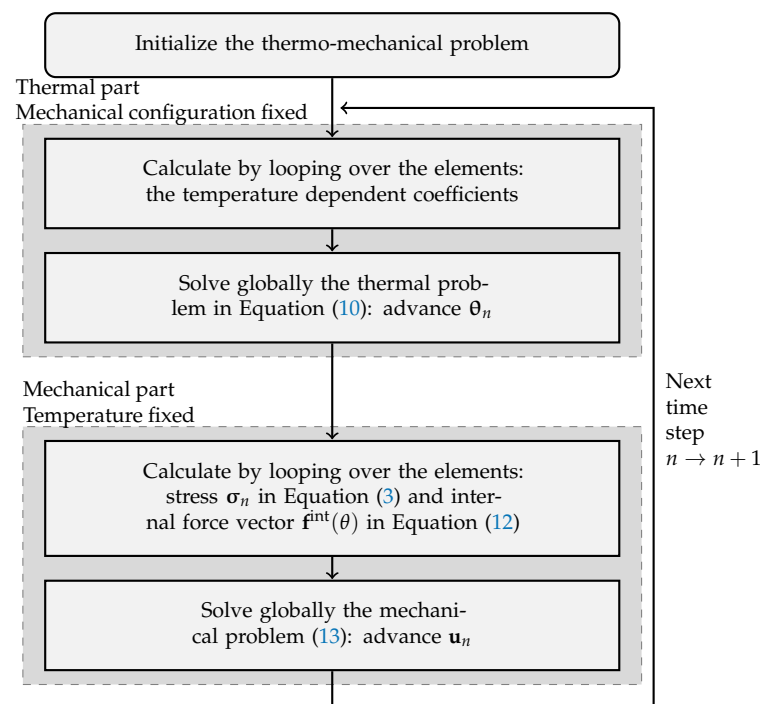 Initialize the thermo-mechanical problem
Thermal part
Mechanical configuration fixed
Calculate by looping over the elements:
the temperature dependent coefficients
Solve globally the thermal prob-
lem in Equation (10): advance θₙ
Mechanical part
Temperature fixed
Calculate by looping over the elements:
stress σₙ in Equation (3) and inter-
nal force vector f^int(θ) in Equation (12)
Solve globally the mechani-
cal problem (13): advance uₙ
Next
time
step
n → n + 1